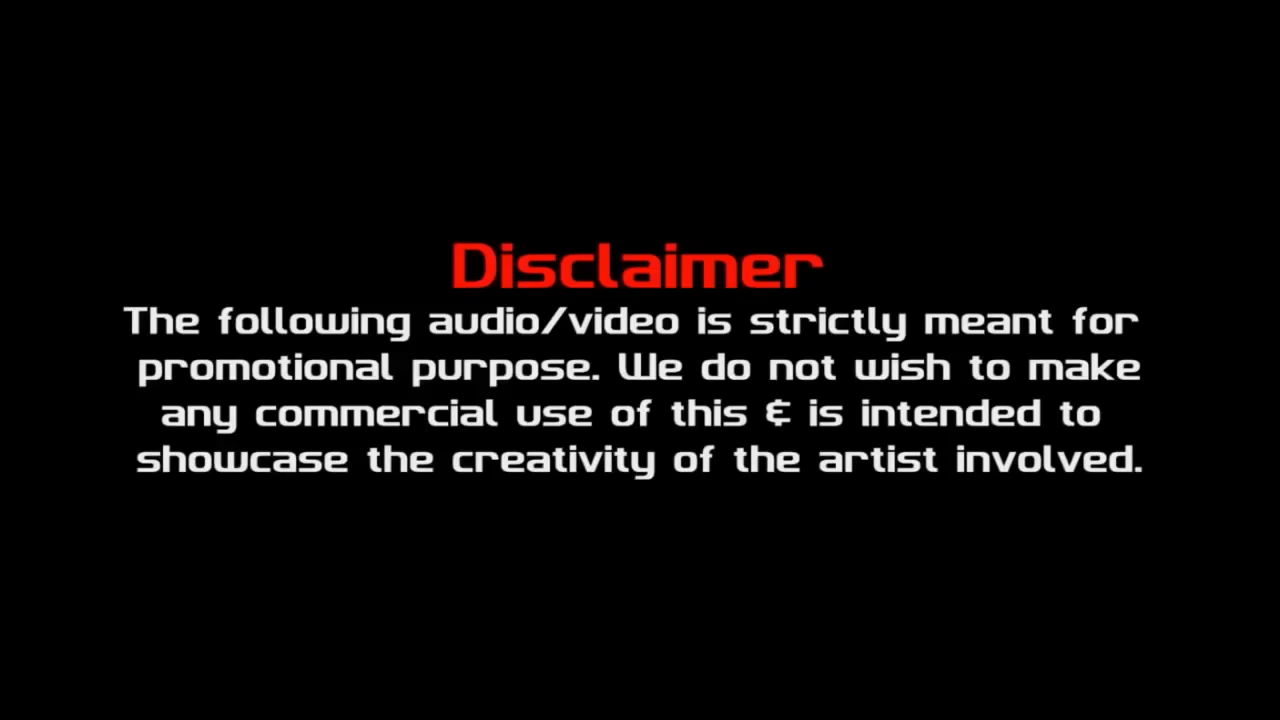 Disclaimer
The following audio/video is strictly meant for
promotional purpose. We do not wish to make
any commercial use of this & is intended to
showcase the creativity of the artist involved.